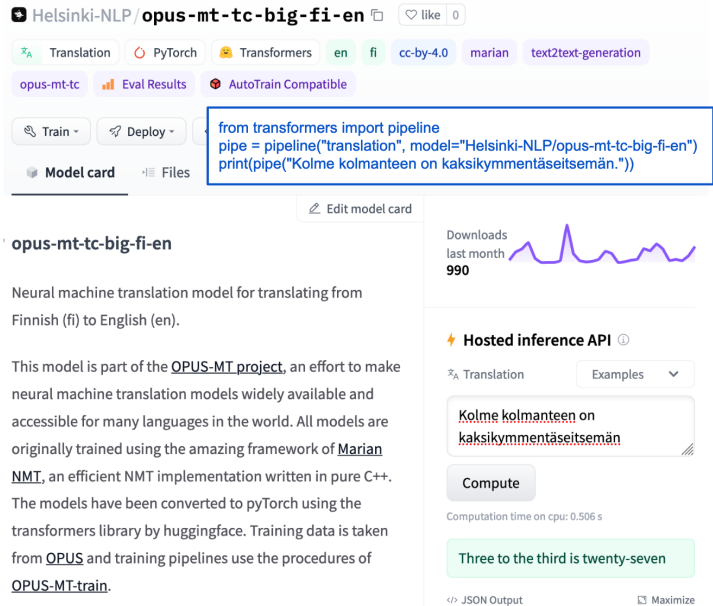 Helsinki-NLP/opus-mt-tc-big-fi-en like 0
Translation PyTorch Transformers en fi cc-by-4.0 marian text2text-generation
opus-mt-tc Eval Results AutoTrain Compatible
Train Deploy
from transformers import pipeline
pipe = pipeline("translation", model="Helsinki-NLP/opus-mt-tc-big-fi-en")
print(pipe("Kolme kolmanteen on kaksikymmentäseitsemän."))
Model card Files
Edit model card
opus-mt-tc-big-fi-en
Neural machine translation model for translating from
Finnish (fi) to English (en).
This model is part of the OPUS-MT project, an effort to make
neural machine translation models widely available and
accessible for many languages in the world. All models are
originally trained using the amazing framework of Marian
NMT, an efficient NMT implementation written in pure C++.
The models have been converted to pyTorch using the
transformers library by huggingface. Training data is taken
from OPUS and training pipelines use the procedures of
OPUS-MT-train.
Downloads
last month
990
Hosted inference API
Translation Examples
Kolme kolmanteen on
kaksikymmentäseitsemän
Compute
Computation time on cpu: 0.506 s
Three to the third is twenty-seven
</> JSON Output Maximize